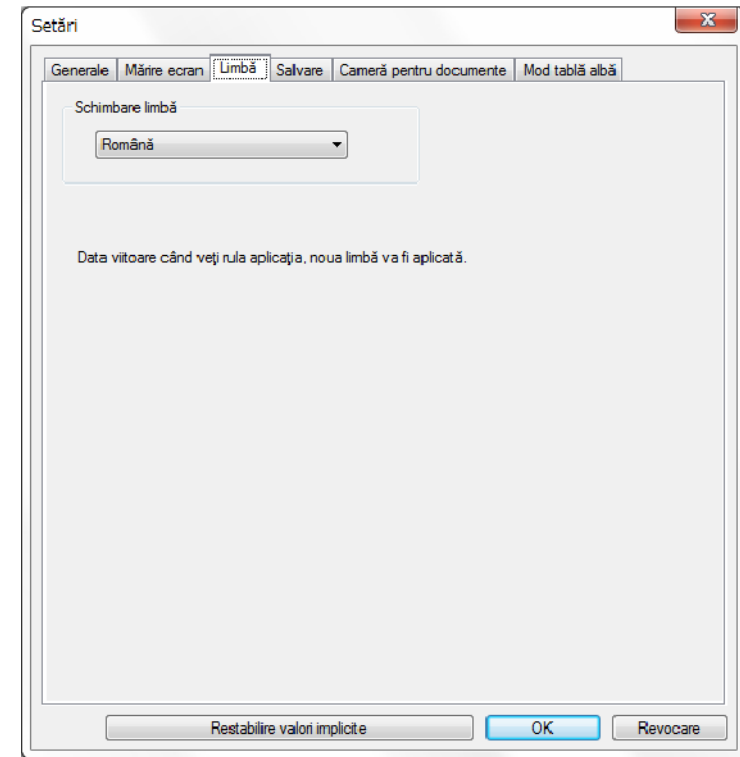 Setări
Generale Mărire ecran Limbă Salvare Cameră pentru documente Mod tablă albă
Schimbare limbă
Română
Data viitoare când veţi rula aplicaţia, noua limbă va fi aplicată.
Restabilire valori implicite OK Revocare